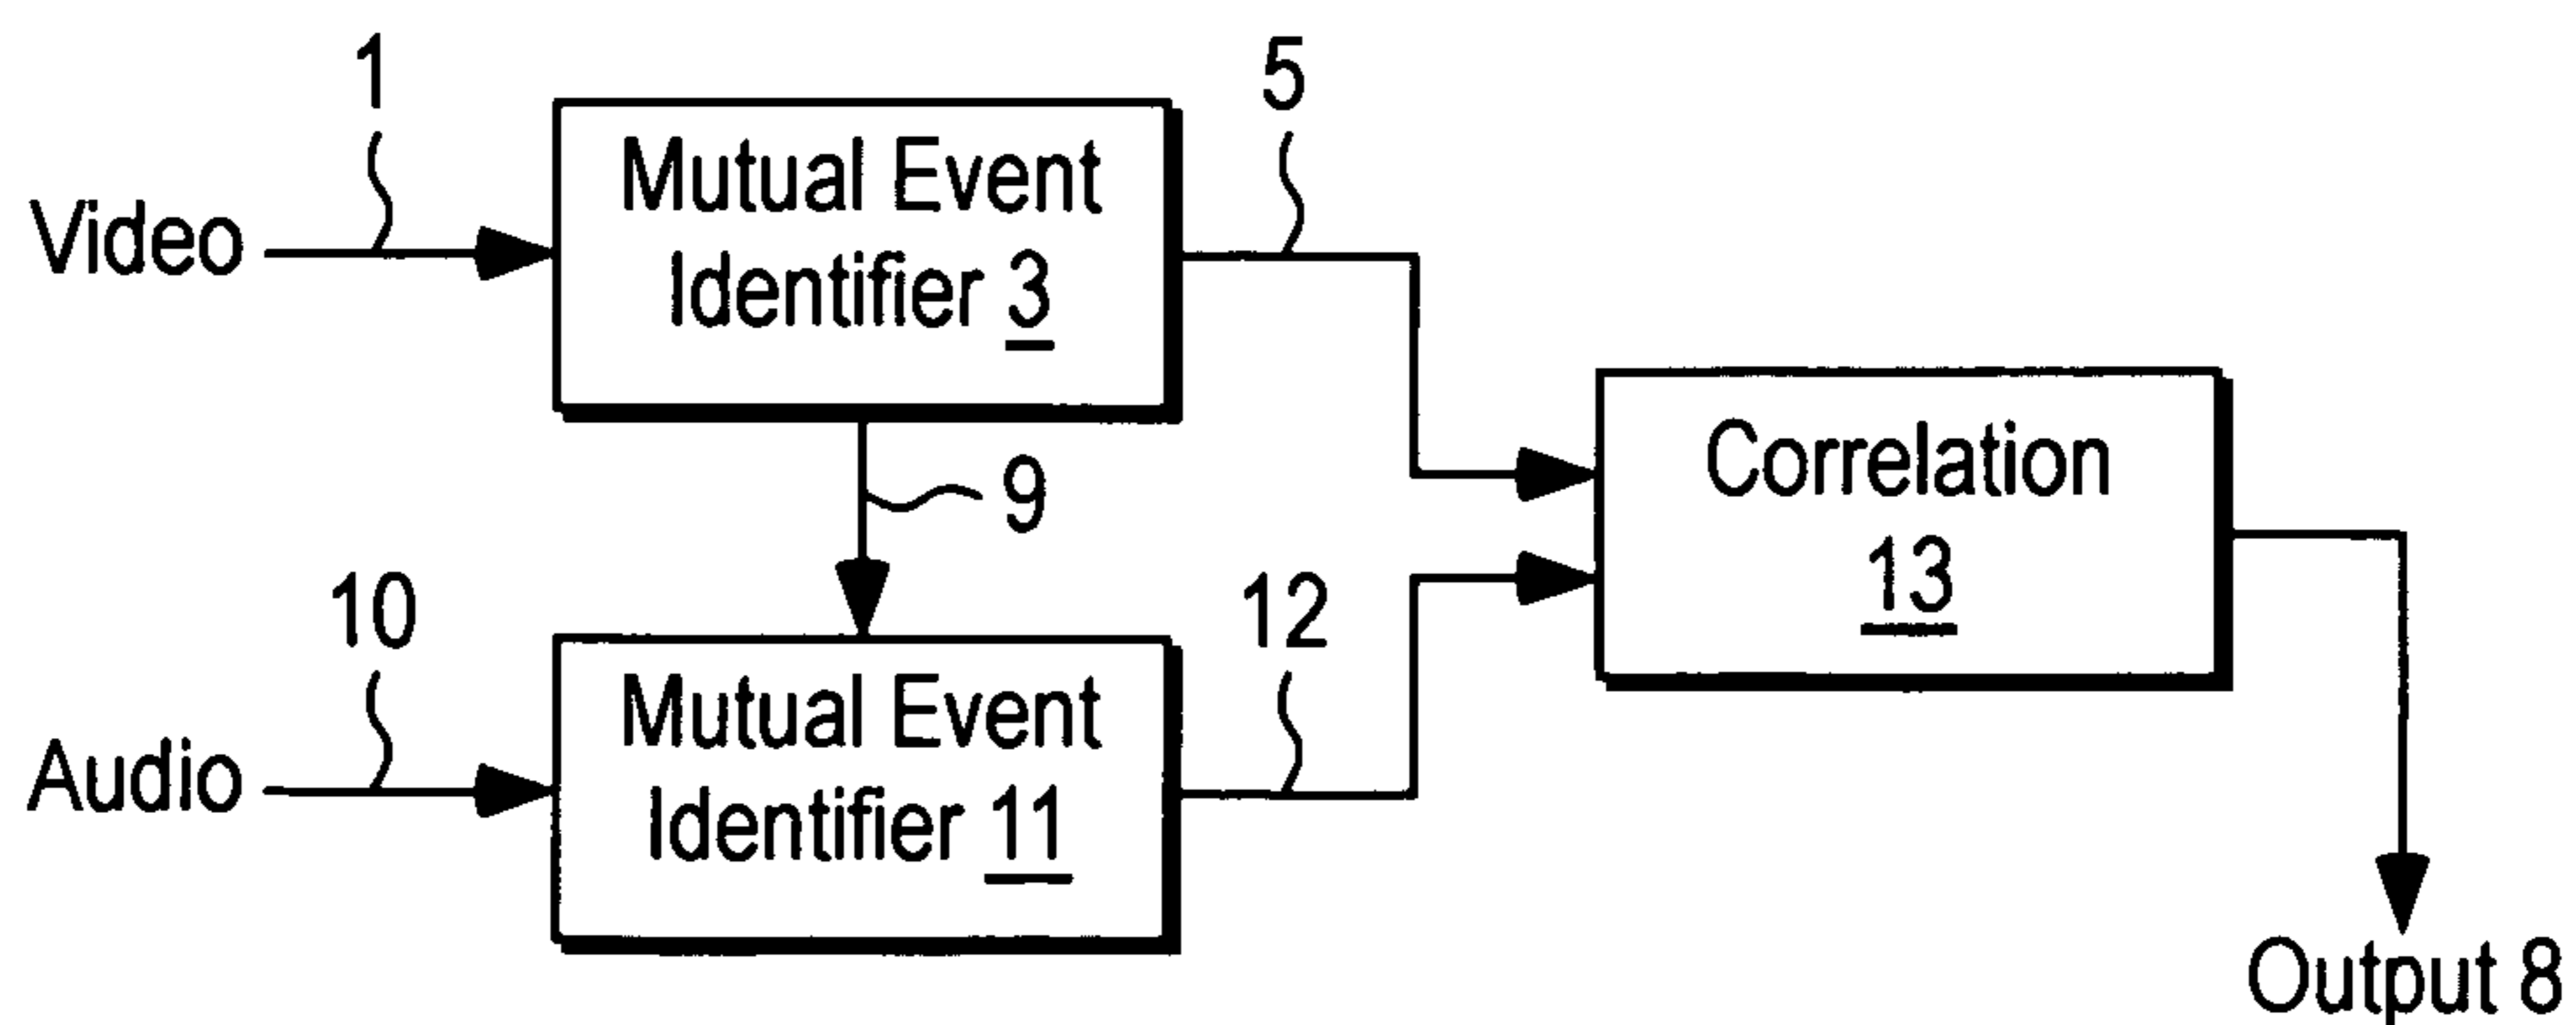 1
Video
Mutual Event
Identifier 3
5
9
Correlation
13
10
Audio
Mutual Event
Identifier 11
12
Output 8